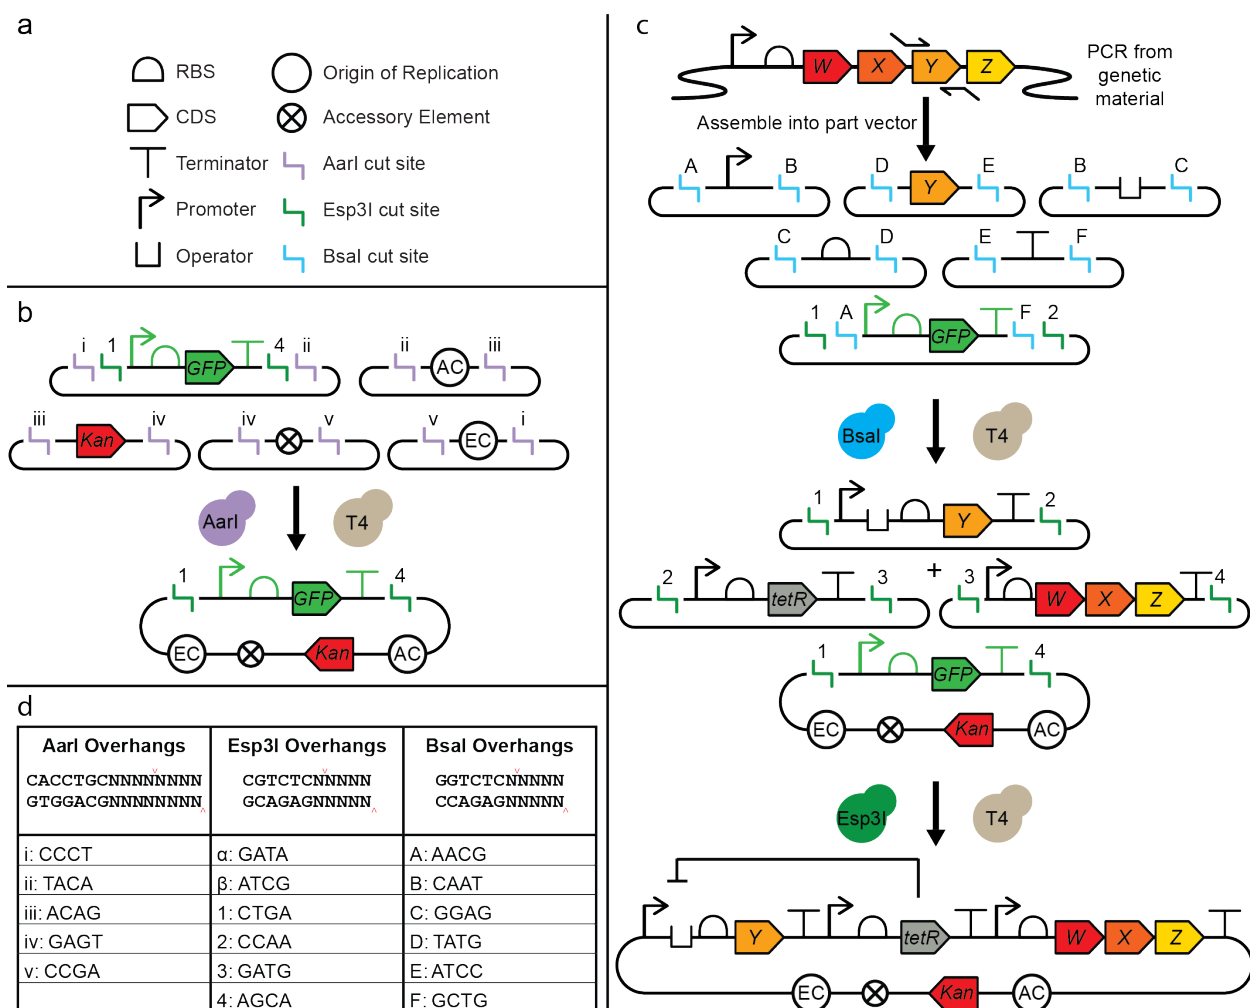 a
RBS
Origin of Replication
CDS
Accessory Element
Terminator
AarI cut site
Promoter
Esp3I cut site
Operator
BsaI cut site
b
i 1 4 ii
GFP
ii iii
AC
iii iv
Kan
iv v
v i
EC
AarI T4
1 4
GFP
EC Kan AC
c
W X Y Z
PCR from
genetic
material
Assemble into part vector
A B
D E
Y
B C
C D
E F
1 A F 2
GFP
BsaI T4
1 2
Y
+
2 3
tetR
3 4
W X Z
1 4
GFP
EC Kan AC
Esp3I T4
Y tetR W X Z
EC Kan AC
d
AarI Overhangs
CACCTGCNNNNNNNN
GTGGACGNNNNNNNN
i: CCCT
ii: TACA
iii: ACAG
iv: GAGT
v: CCGA
Esp3I Overhangs
CGTCTCNNNNN
GCAGAGNNNNN
α: GATA
β: ATCG
1: CTGA
2: CCAA
3: GATG
4: AGCA
BsaI Overhangs
GGTCTCNNNNN
CCAGAGNNNNN
A: AACG
B: CAAT
C: GGAG
D: TATG
E: ATCC
F: GCTG